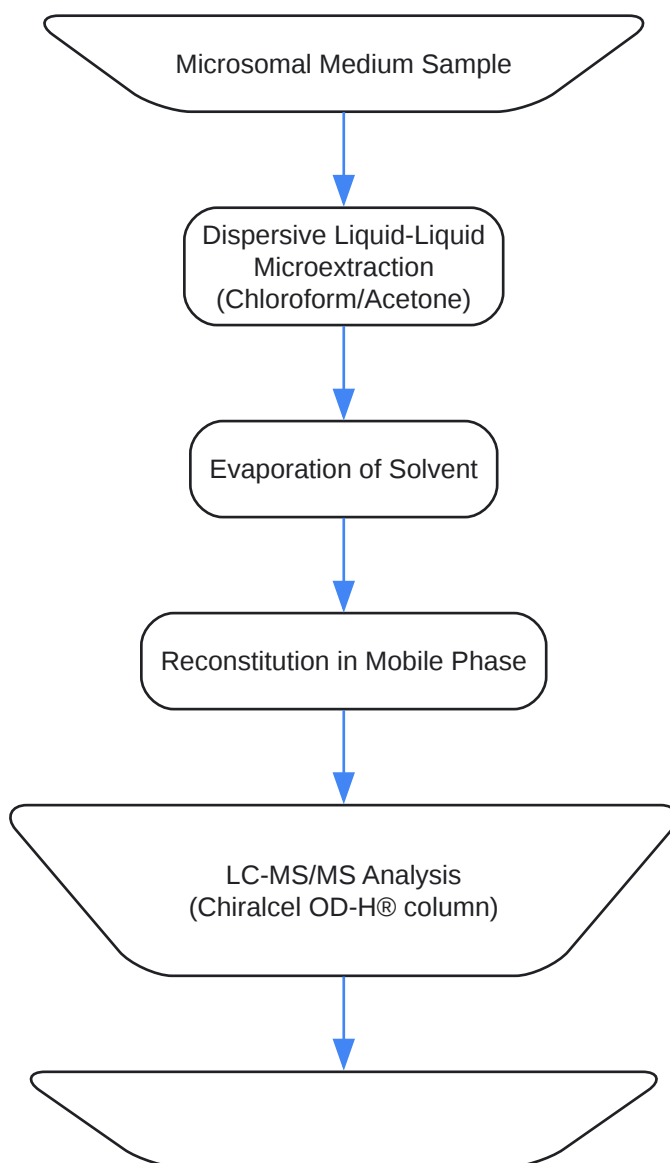 Microsomal Medium Sample
Dispersive Liquid-Liquid
Microextraction
(Chloroform/Acetone)
Evaporation of Solvent
Reconstitution in Mobile Phase
LC-MS/MS Analysis
(Chiralcel OD-H® column)